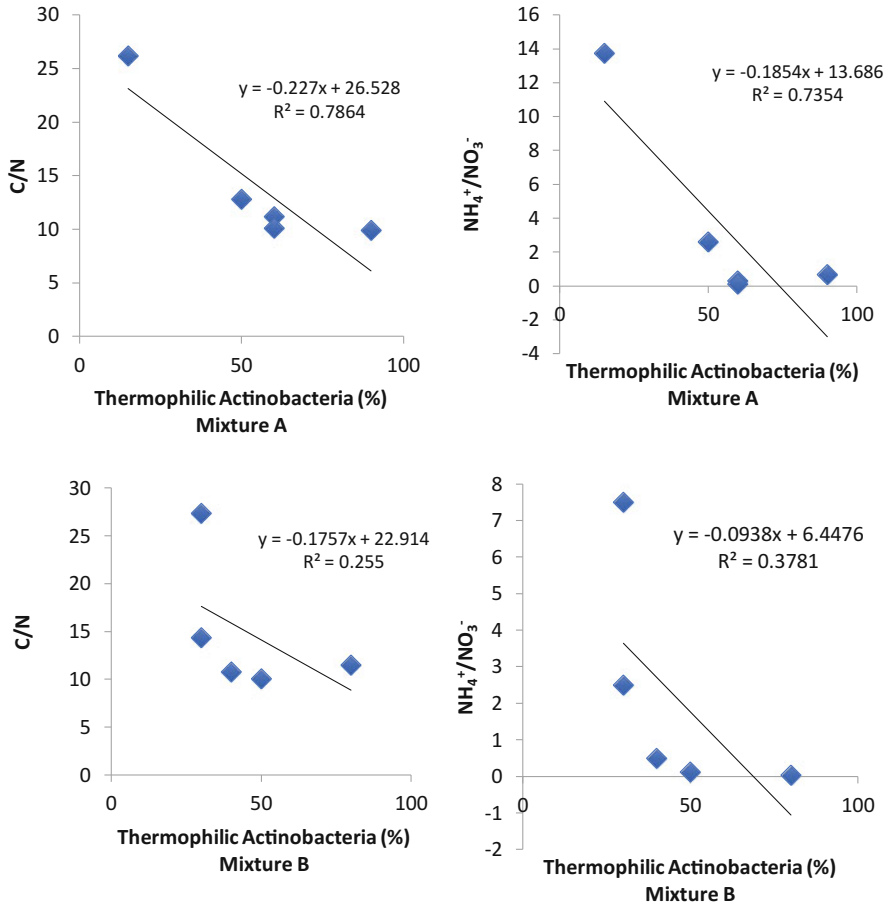 30
25
20
15
10
5
0
C/N
y = -0.227x + 26.528
R² = 0.7864
0
50
100
Thermophilic Actinobacteria (%)
Mixture A
16
14
12
10
8
6
4
2
0
-2
-4
NH₄⁺/NO₃⁻
y = -0.1854x + 13.686
R² = 0.7354
0
50
100
Thermophilic Actinobacteria (%)
Mixture A
30
25
20
15
10
5
0
C/N
y = -0.1757x + 22.914
R² = 0.255
0
50
100
Thermophilic Actinobacteria (%)
Mixture B
8
7
6
5
4
3
2
1
0
-1
-2
NH₄⁺/NO₃⁻
y = -0.0938x + 6.4476
R² = 0.3781
0
50
100
Thermophilic Actinobacteria (%)
Mixture B